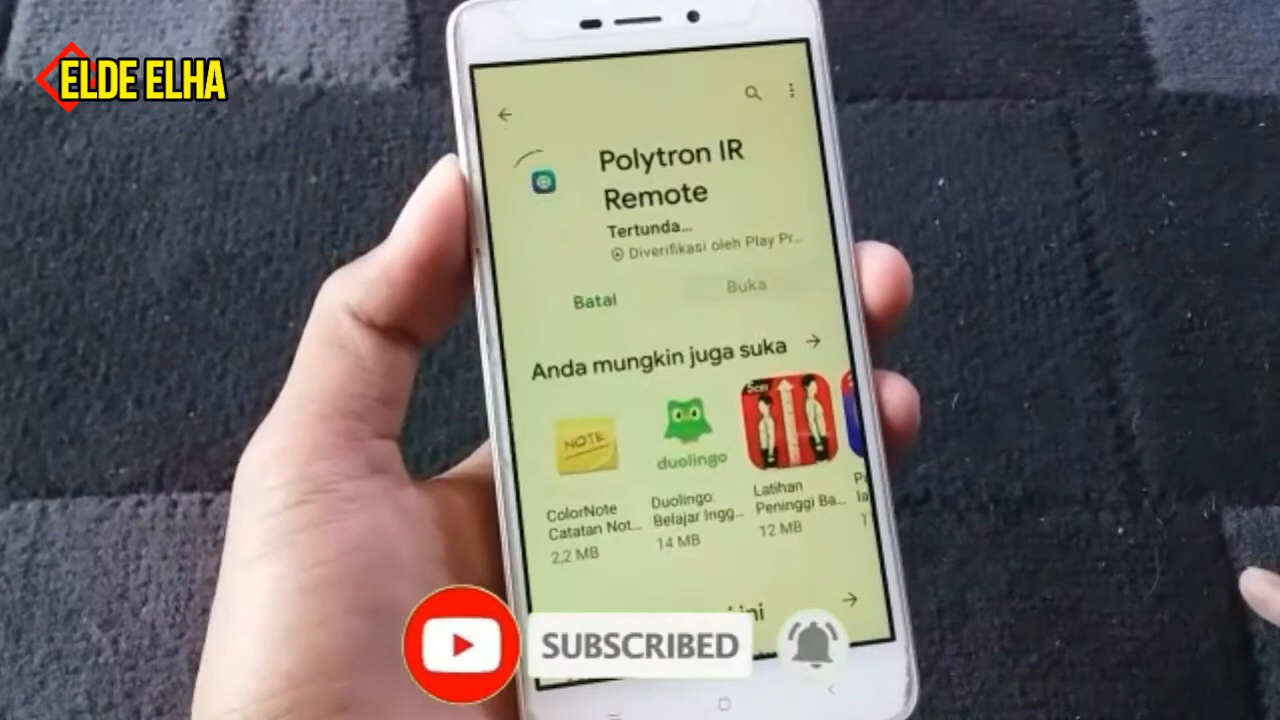 ELDE ELHA
Polytron IR
Remote
Tertunda...
Diverifikasi oleh Play Pr...
Batal
Buka
Anda mungkin juga suka
NOTE
duolingo
5cm
ColorNote
Catatan Not...
2,2 MB
Duolingo:
Belajar Ingg...
14 MB
Latihan
Peninggi Ba...
12 MB
SUBSCRIBED